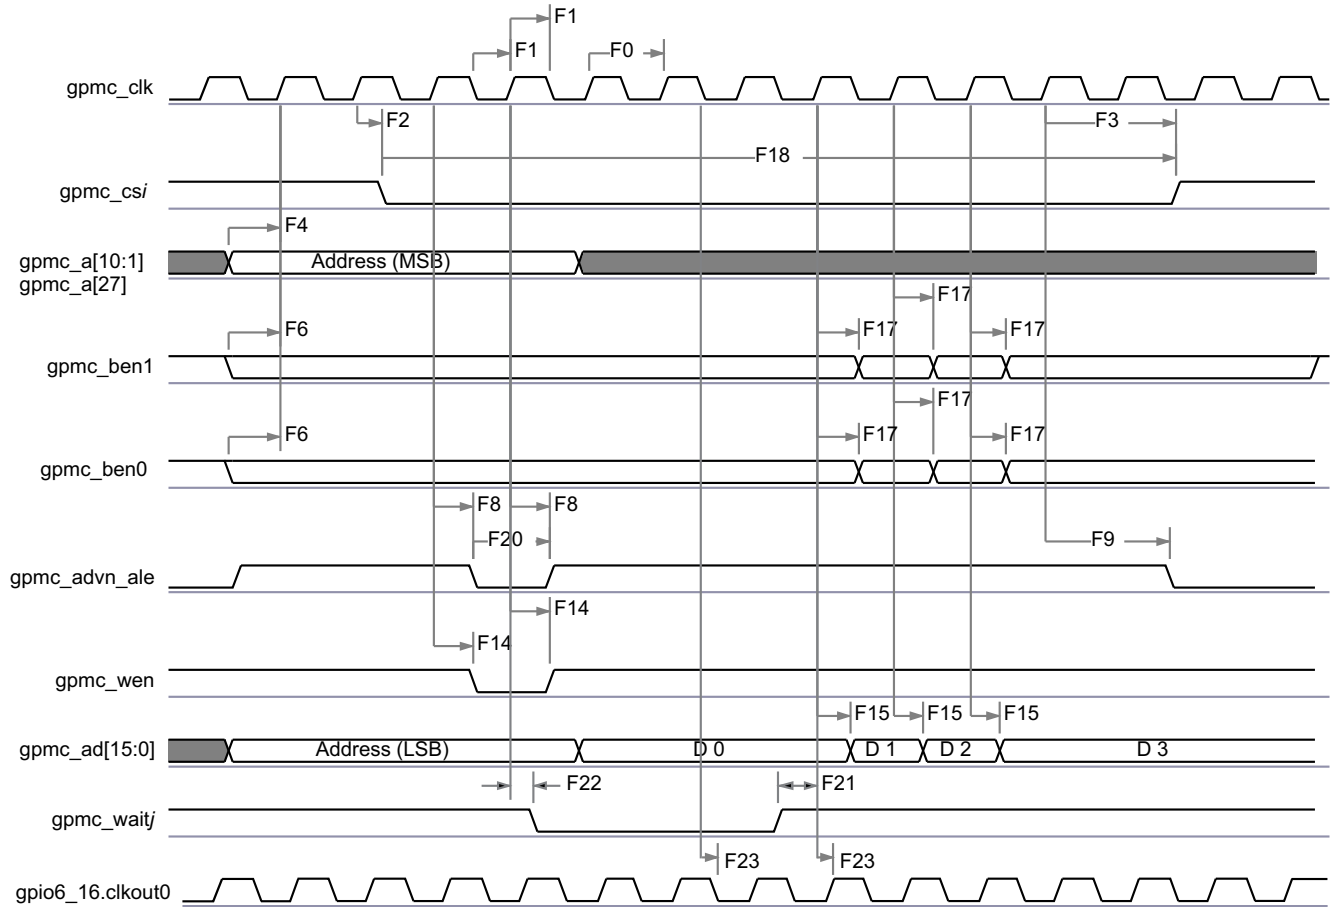 F1
F1
F0
gpmc_clk
F2
F3
F18
gpmc_csi
F4
gpmc_a[10:1]
Address (MSB)
gpmc_a[27]
F17
F6
F17
F17
gpmc_ben1
F17
F6
F17
F17
gpmc_ben0
F8
F8
F20
F9
gpmc_advn_ale
F14
F14
gpmc_wen
F15
F15
F15
gpmc_ad[15:0]
Address (LSB)
D 0
D 1
D 2
D 3
F22
F21
gpmc_waitj
F23
F23
gpio6_16.clkout0